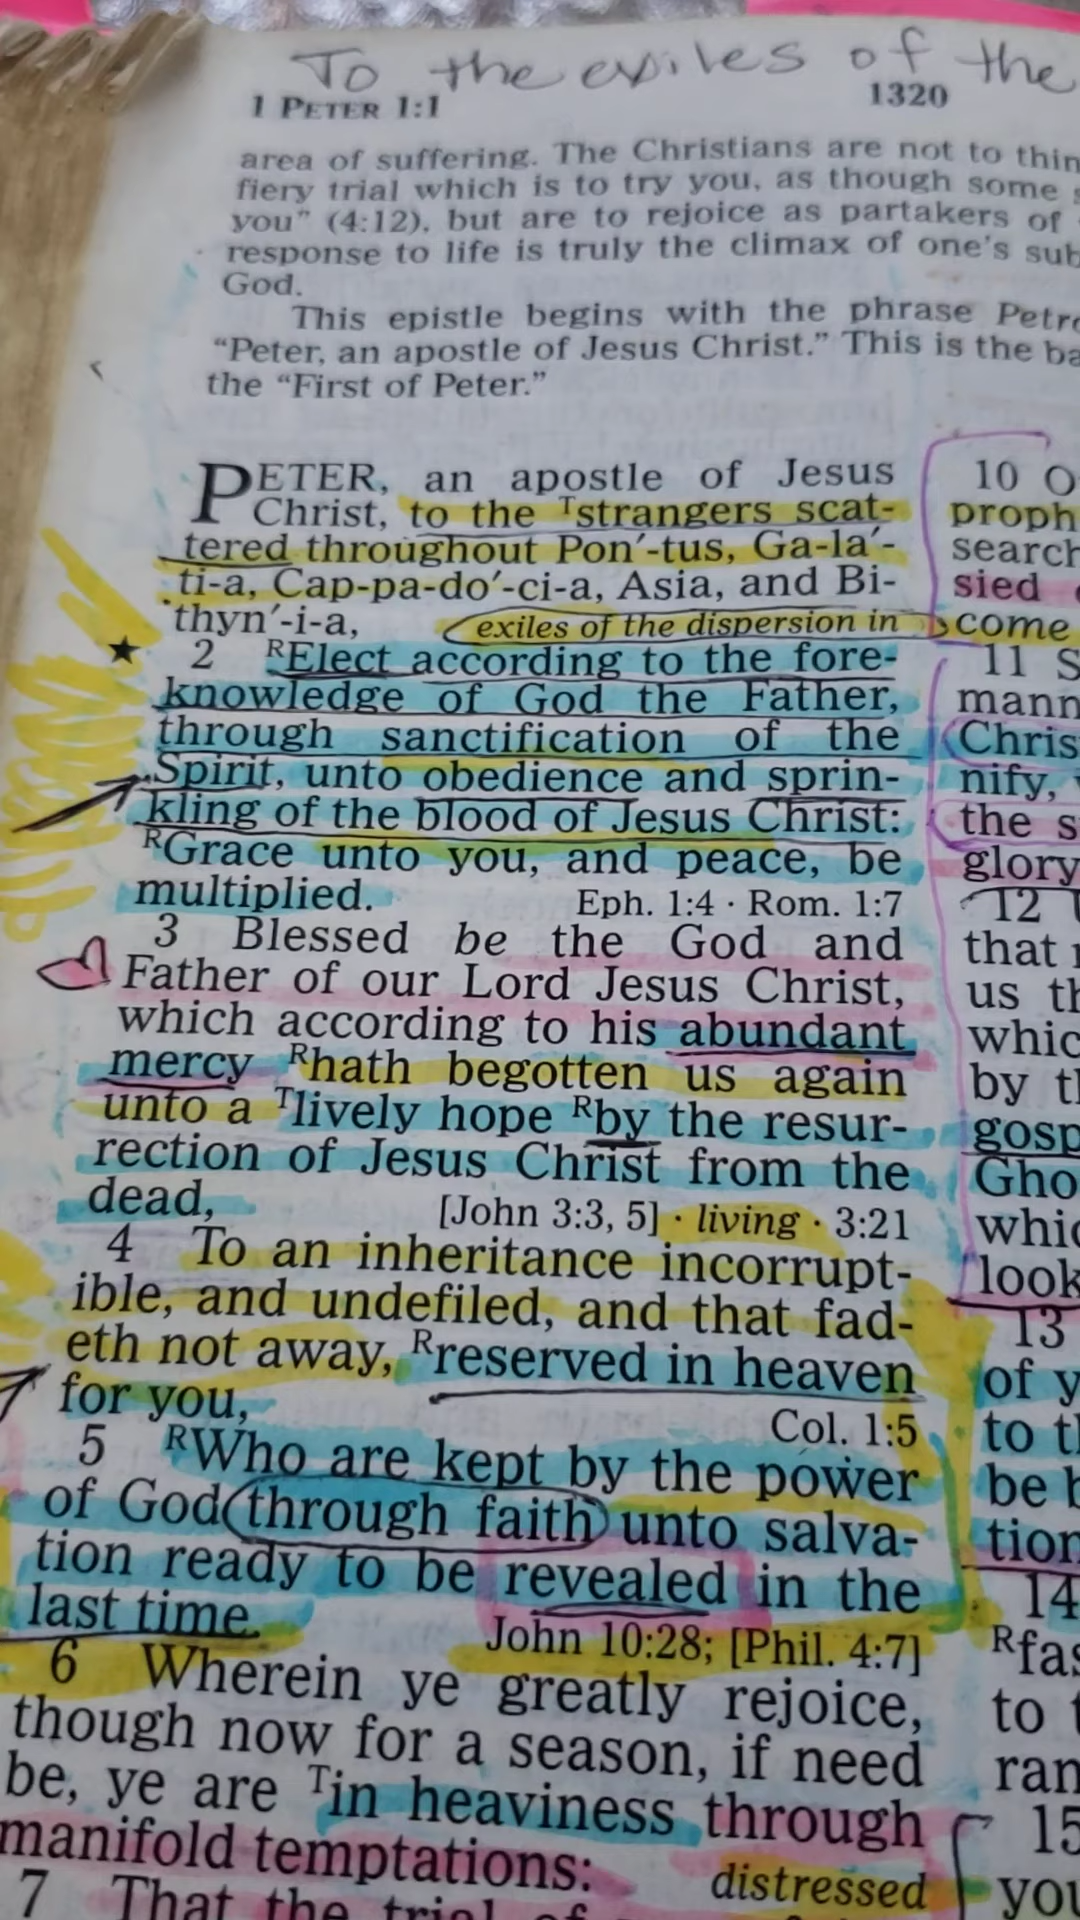 To the exiles of the
1 PETER 1:1
1320
area of suffering. The Christians are not to thin
fiery trial which is to try you, as though some
you" (4:12), but are to rejoice as partakers of
response to life is truly the climax of one's sub
God.
This epistle begins with the phrase Petro
"Peter, an apostle of Jesus Christ." This is the ba
the "First of Peter."
PETER, an apostle of Jesus
Christ, to the Tstrangers scat-
tered throughout Pon′-tus, Ga-la′-
ti-a, Cap-pa-do′-ci-a, Asia, and Bi-
thyn′-i-a, exiles of the dispersion in
2 RElect according to the fore-
knowledge of God the Father,
through sanctification of the
Spirit, unto obedience and sprin-
kling of the blood of Jesus Christ:
RGrace unto you, and peace, be
multiplied. Eph. 1:4 · Rom. 1:7
3 Blessed be the God and
Father of our Lord Jesus Christ,
which according to his abundant
mercy Rhath begotten us again
unto a Tlively hope Rby the resur-
rection of Jesus Christ from the
dead, [John 3:3, 5] · living · 3:21
4 To an inheritance incorrupt-
ible, and undefiled, and that fad-
eth not away, Rreserved in heaven
for you,
Col. 1:5
5 RWho are kept by the power
of God through faith unto salva-
tion ready to be revealed in the
last time.
John 10:28; [Phil. 4:7]
6 Wherein ye greatly rejoice,
though now for a season, if need
be, ye are Tin heaviness through
manifold temptations:
distressed
7 That the trial of
10 O
proph
search
sied
come
11 S
mann
Chris
nify,
the s
glory
12
that
us th
whic
by th
gosp
Gho
whic
look
13
of y
to th
be b
tion
14
Rfas
to t
ran
15
you